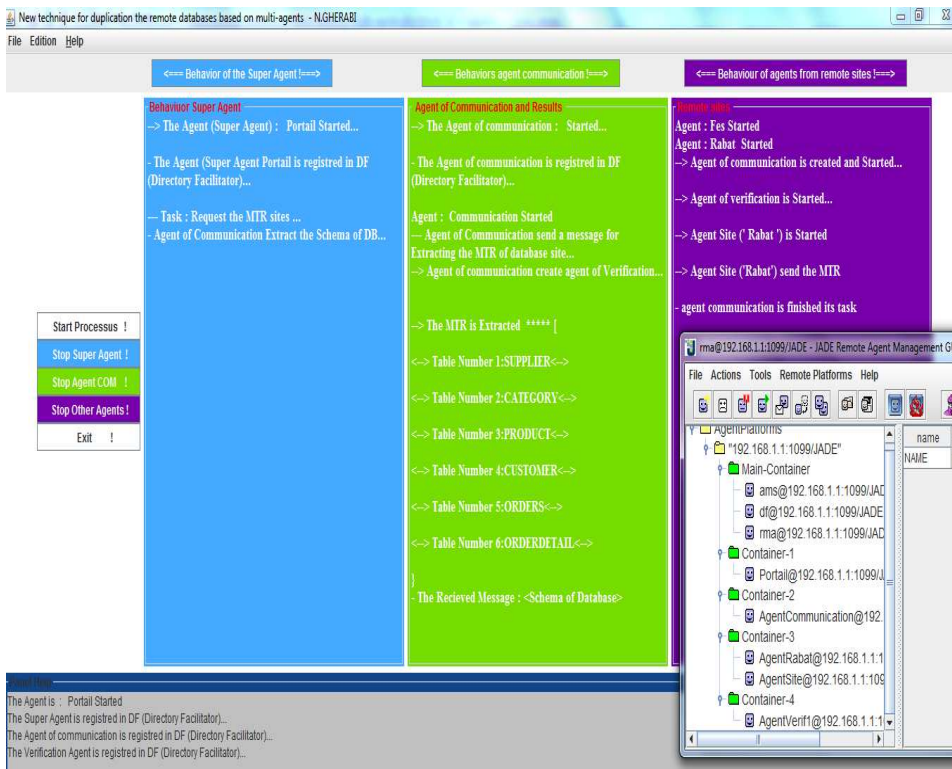 New technique for duplication the remote databases based on multi-agents - N.GHERABI
File Edition Help
<=== Behavior of the Super Agent !===>
<=== Behaviors agent communication !===>
<=== Behaviour of agents from remote sites !===>
Start Processus !
Stop Super Agent !
Stop Agent COM !
Stop Other Agents !
Exit !
Behaviuor Super Agent
--> The Agent (Super Agent) : Portail Started...
- The Agent (Super Agent Portail is registred in DF
(Directory Facilitator)...
--- Task : Request the MTR sites ...
- Agent of Communication Extract the Schema of DB...
Agent of Communication and Results
--> The Agent of communication : Started...
- The Agent of communication is registred in DF
(Directory Facilitator)...
Agent : Communication Started
--- Agent of Communication send a message for
Extracting the MTR of database site...
--> Agent of communication create agent of Verification...
--> The MTR is Extracted ***** [
<--> Table Number 1:SUPPLIER<-->
<--> Table Number 2:CATEGORY<-->
<--> Table Number 3:PRODUCT<-->
<--> Table Number 4:CUSTOMER<-->
<--> Table Number 5:ORDERS<-->
<--> Table Number 6:ORDERDETAIL<-->
}
- The Recieved Message : <Schema of Database>
Remote sites
Agent : Fes Started
Agent : Rabat Started
--> Agent of communication is created and Started...
--> Agent of verification is Started...
--> Agent Site (' Rabat ') is Started
--> Agent Site ('Rabat') send the MTR
- agent communication is finished its task
rma@192.168.1.1:1099/JADE - JADE Remote Agent Management G
File Actions Tools Remote Platforms Help
AgentPlatforms
"192.168.1.1:1099/JADE"
Main-Container
ams@192.168.1.1:1099/JAD
df@192.168.1.1:1099/JADE
rma@192.168.1.1:1099/JAD
Container-1
Portail@192.168.1.1:1099/J
Container-2
AgentCommunication@192.
Container-3
AgentRabat@192.168.1.1:1
AgentSite@192.168.1.1:109
Container-4
AgentVerif1@192.168.1.1:1
name
NAME
The Agent is : Portail Started
The Super Agent is registred in DF (Directory Facilitator)...
The Agent of communication is registred in DF (Directory Facilitator)...
The Verification Agent is registred in DF (Directory Facilitator)...